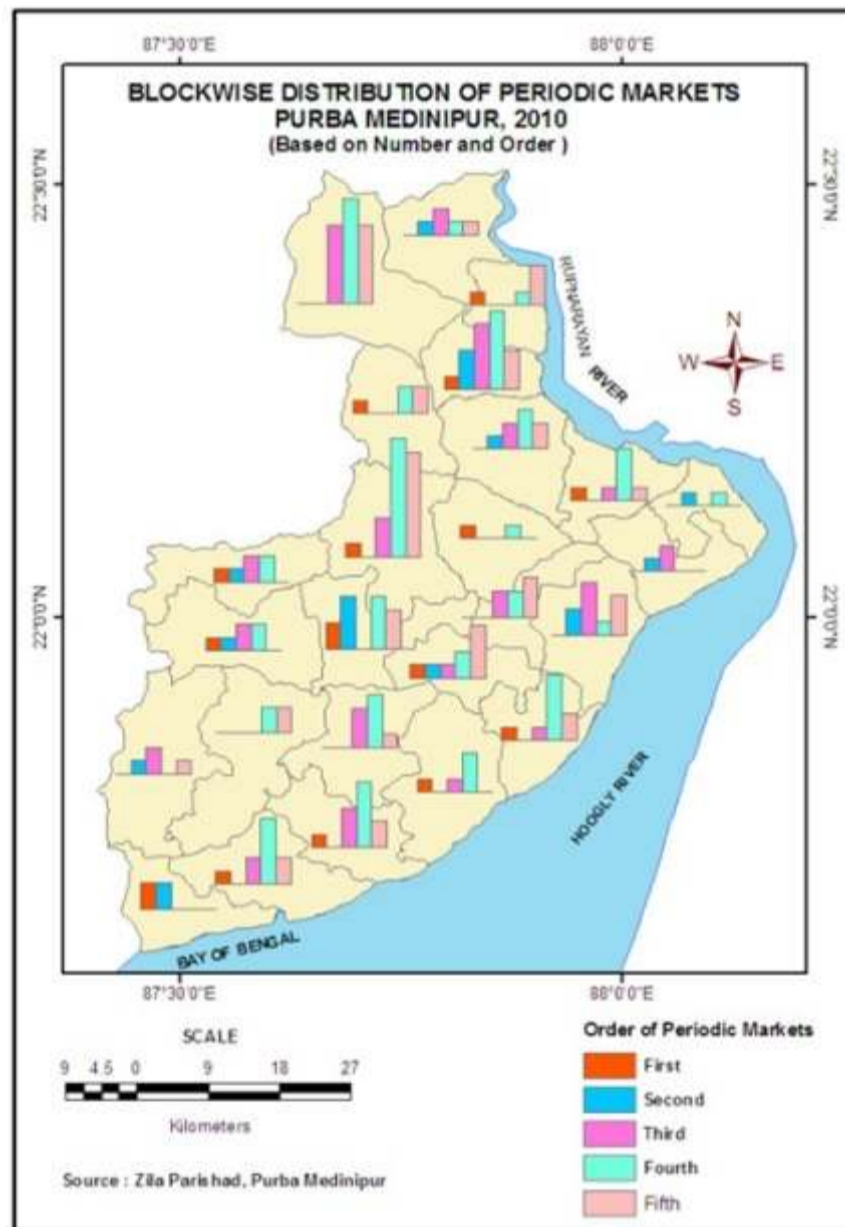 87°30'0"E 88°0'0"E
BLOCKWISE DISTRIBUTION OF PERIODIC MARKETS
PURBA MEDINIPUR, 2010
(Based on Number and Order )
22°30'0"N
22°30'0"N
RUPNARAYAN
RIVER
N
W E
S
22°0'0"N
22°0'0"N
HOOGLY RIVER
BAY OF BENGAL
87°30'0"E 88°0'0"E
SCALE
9 4.5 0 9 18 27
Kilometers
Source : Zila Parishad, Purba Medinipur
Order of Periodic Markets
First
Second
Third
Fourth
Fifth